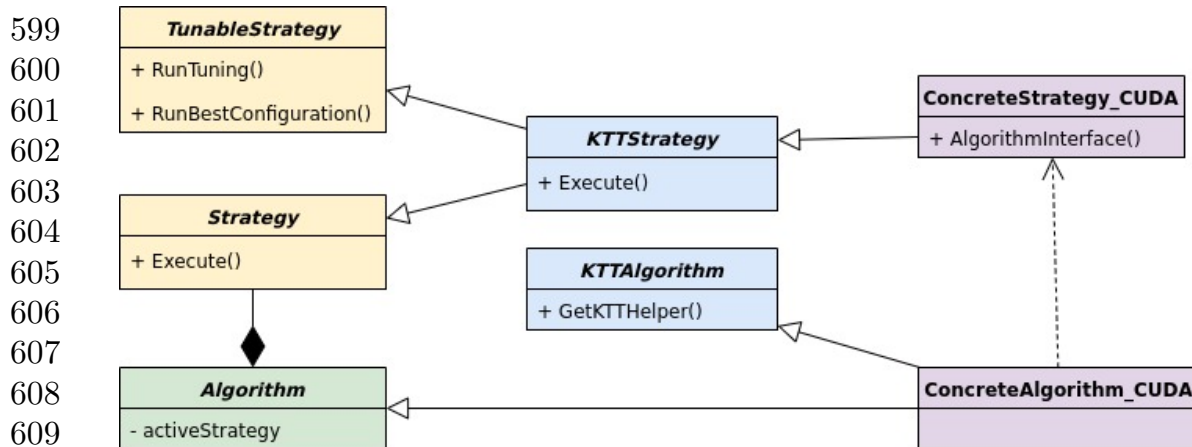 599
600
601
602
603
604
605
606
607
608
609
TunableStrategy
+ RunTuning()
+ RunBestConfiguration()
Strategy
+ Execute()
Algorithm
- activeStrategy
KTTStrategy
+ Execute()
KTTAlgorithm
+ GetKTTHelper()
ConcreteStrategy_CUDA
+ AlgorithmInterface()
ConcreteAlgorithm_CUDA